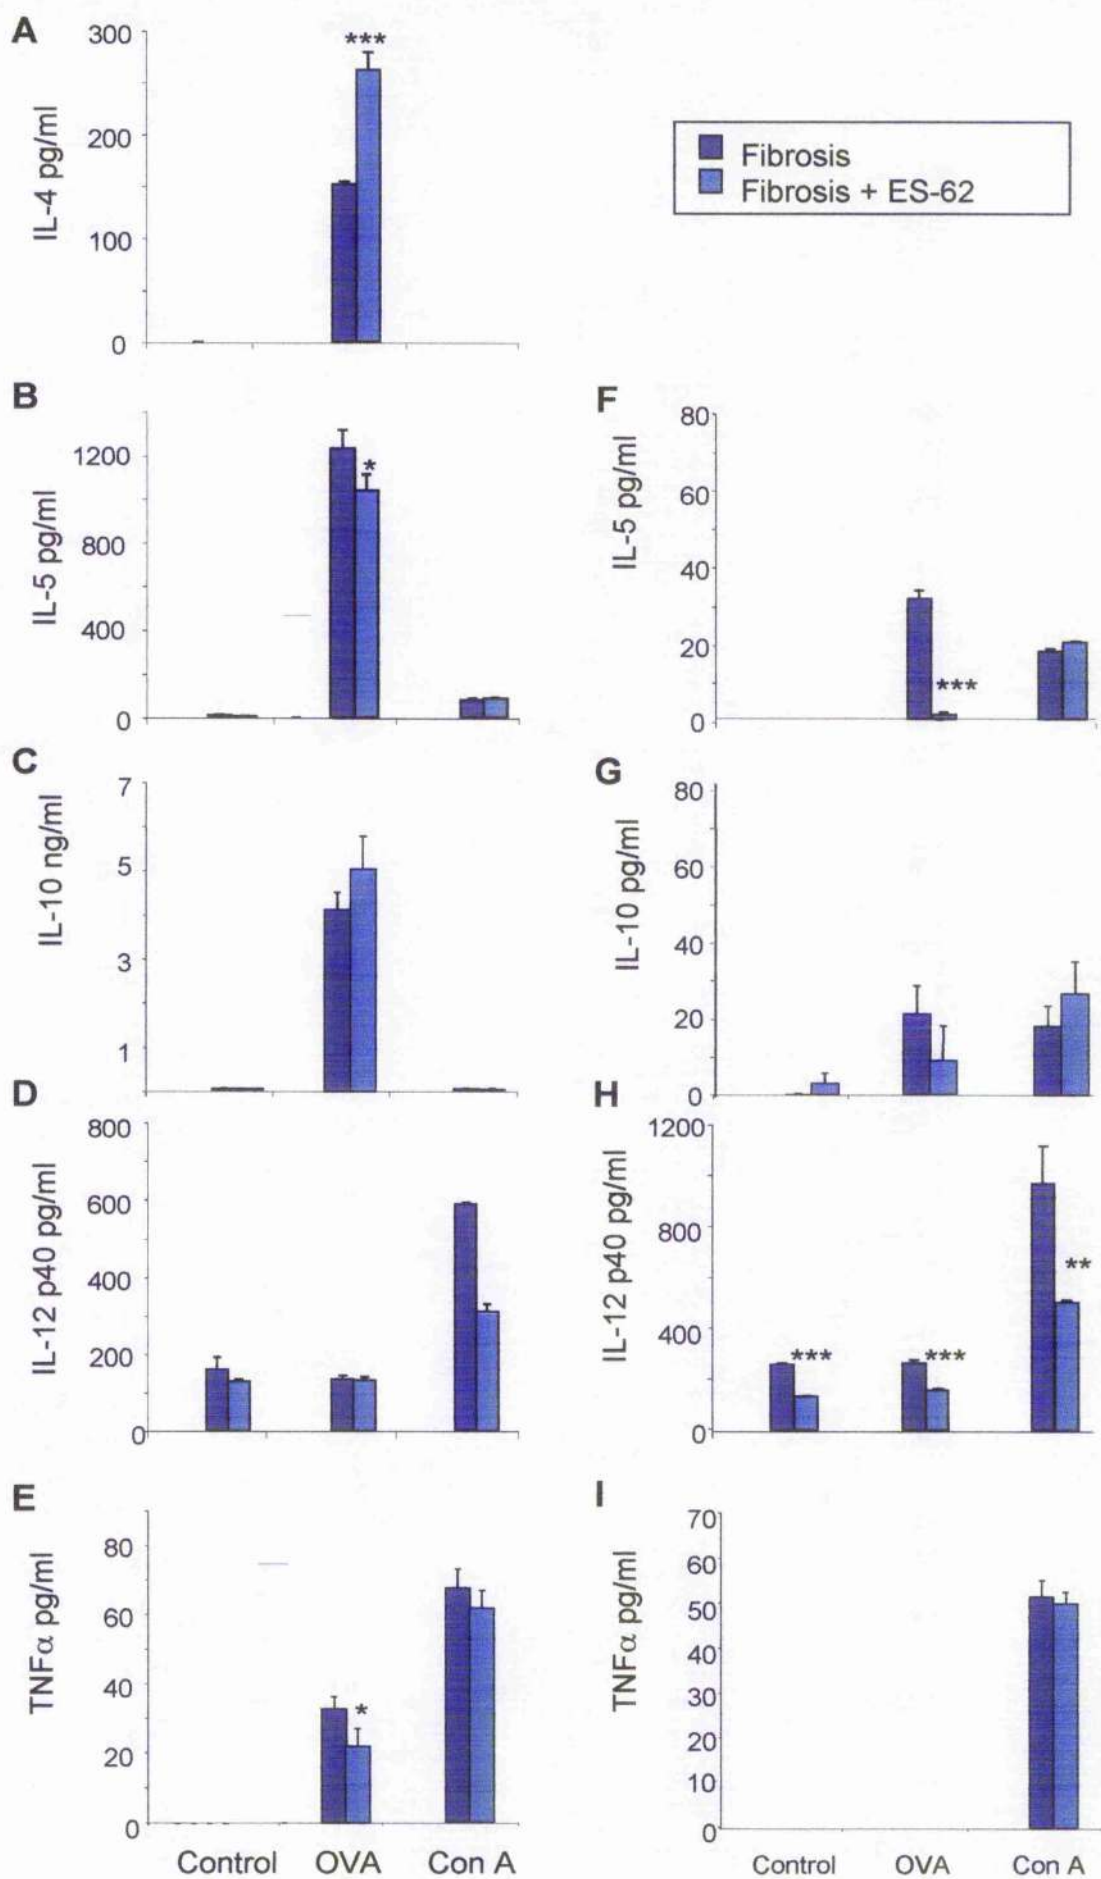 A
IL-4 pg/ml
300
200
100
0
***
Fibrosis
Fibrosis + ES-62
B
IL-5 pg/ml
1200
800
400
0
*
F
IL-5 pg/ml
80
60
40
20
0
***
C
IL-10 ng/ml
7
5
3
1
G
IL-10 pg/ml
80
60
40
20
0
D
IL-12 p40 pg/ml
800
600
400
200
0
H
IL-12 p40 pg/ml
1200
800
400
0
***
***
**
E
TNFα pg/ml
80
60
40
20
0
*
Control OVA Con A
I
TNFα pg/ml
70
60
50
40
30
20
10
0
Control OVA Con A